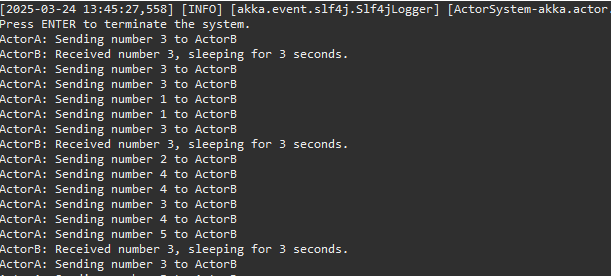 [2025-03-24 13:45:27,558] [INFO] [akka.event.slf4j.Slf4jLogger] [ActorSystem-akka.actor
Press ENTER to terminate the system.
ActorA: Sending number 3 to ActorB
ActorB: Received number 3, sleeping for 3 seconds.
ActorA: Sending number 3 to ActorB
ActorA: Sending number 3 to ActorB
ActorA: Sending number 1 to ActorB
ActorA: Sending number 1 to ActorB
ActorA: Sending number 3 to ActorB
ActorB: Received number 3, sleeping for 3 seconds.
ActorA: Sending number 2 to ActorB
ActorA: Sending number 4 to ActorB
ActorA: Sending number 4 to ActorB
ActorA: Sending number 3 to ActorB
ActorA: Sending number 4 to ActorB
ActorA: Sending number 5 to ActorB
ActorB: Received number 3, sleeping for 3 seconds.
ActorA: Sending number 3 to ActorB